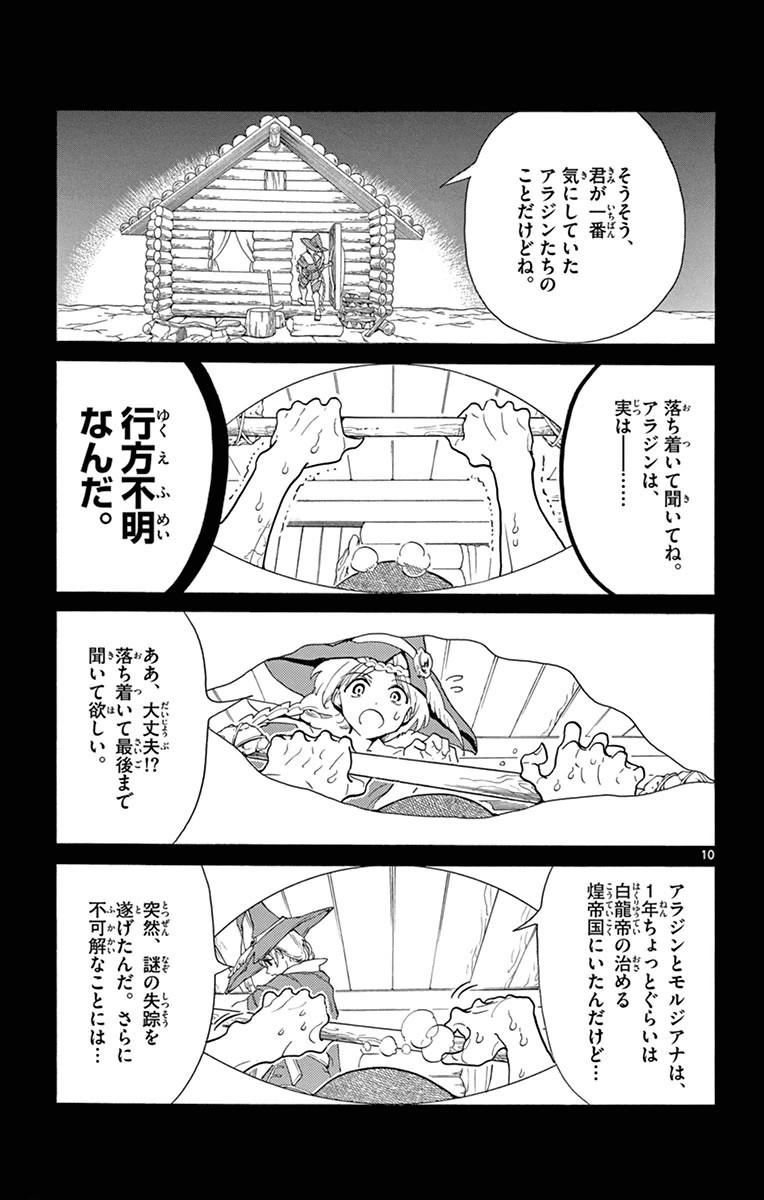 そうそう、
君が一番
気にしていた
アラジンたちの
ことだけどね。
落ち着いて聞いてね。
アラジンは、
実は――………
行方不明
なんだ。
ああ、大丈夫!?
落ち着いて最後まで
聞いて欲しい。
10
アラジンとモルジアナは、
1年ちょっとぐらいは
白龍帝の治める
煌帝国にいたんだけど…
突然、謎の失踪を
遂げたんだ。さらに
不可解なことには…